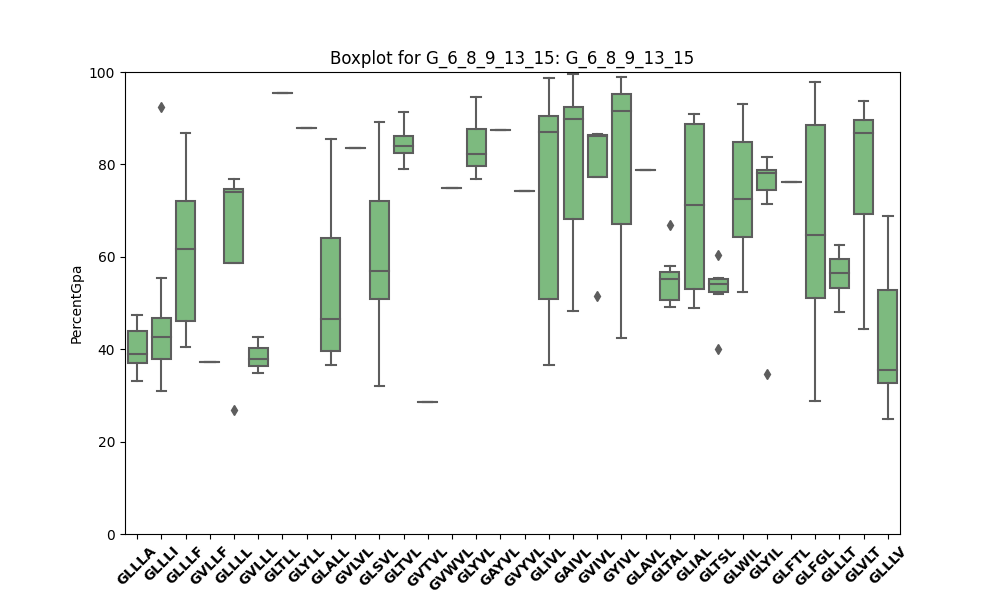 Boxplot for G_6_8_9_13_15: G_6_8_9_13_15
PercentGpa
100
80
60
40
20
0
GLLLA
GLLLI
GLLLF
GVLLF
GLLLL
GVLLL
GLTLL
GLYLL
GLALL
GVLVL
GLSVL
GLTVL
GVTVL
GVWVL
GLYVL
GAYVL
GVYVL
GLIVL
GAIVL
GVIVL
GYIVL
GLAVL
GLTAL
GLIAL
GLTSL
GLWIL
GLYIL
GLFTL
GLFGL
GLLLT
GLVLT
GLLLV